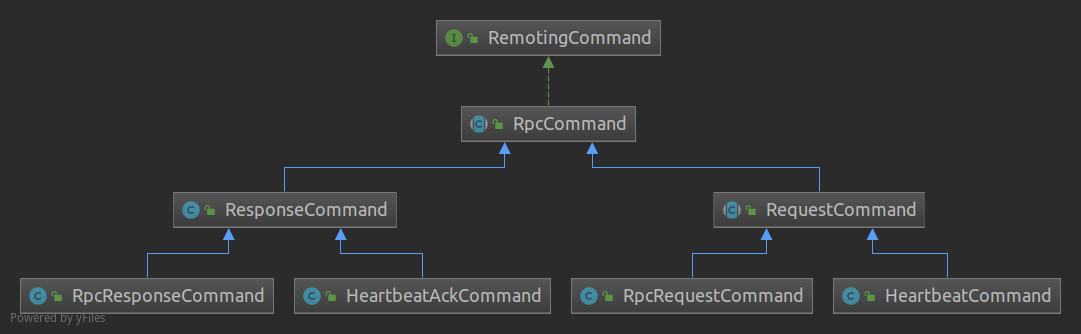 RemotingCommand
RpcCommand
ResponseCommand
RequestCommand
RpcResponseCommand
HeartbeatAckCommand
RpcRequestCommand
HeartbeatCommand
Powered by yFiles